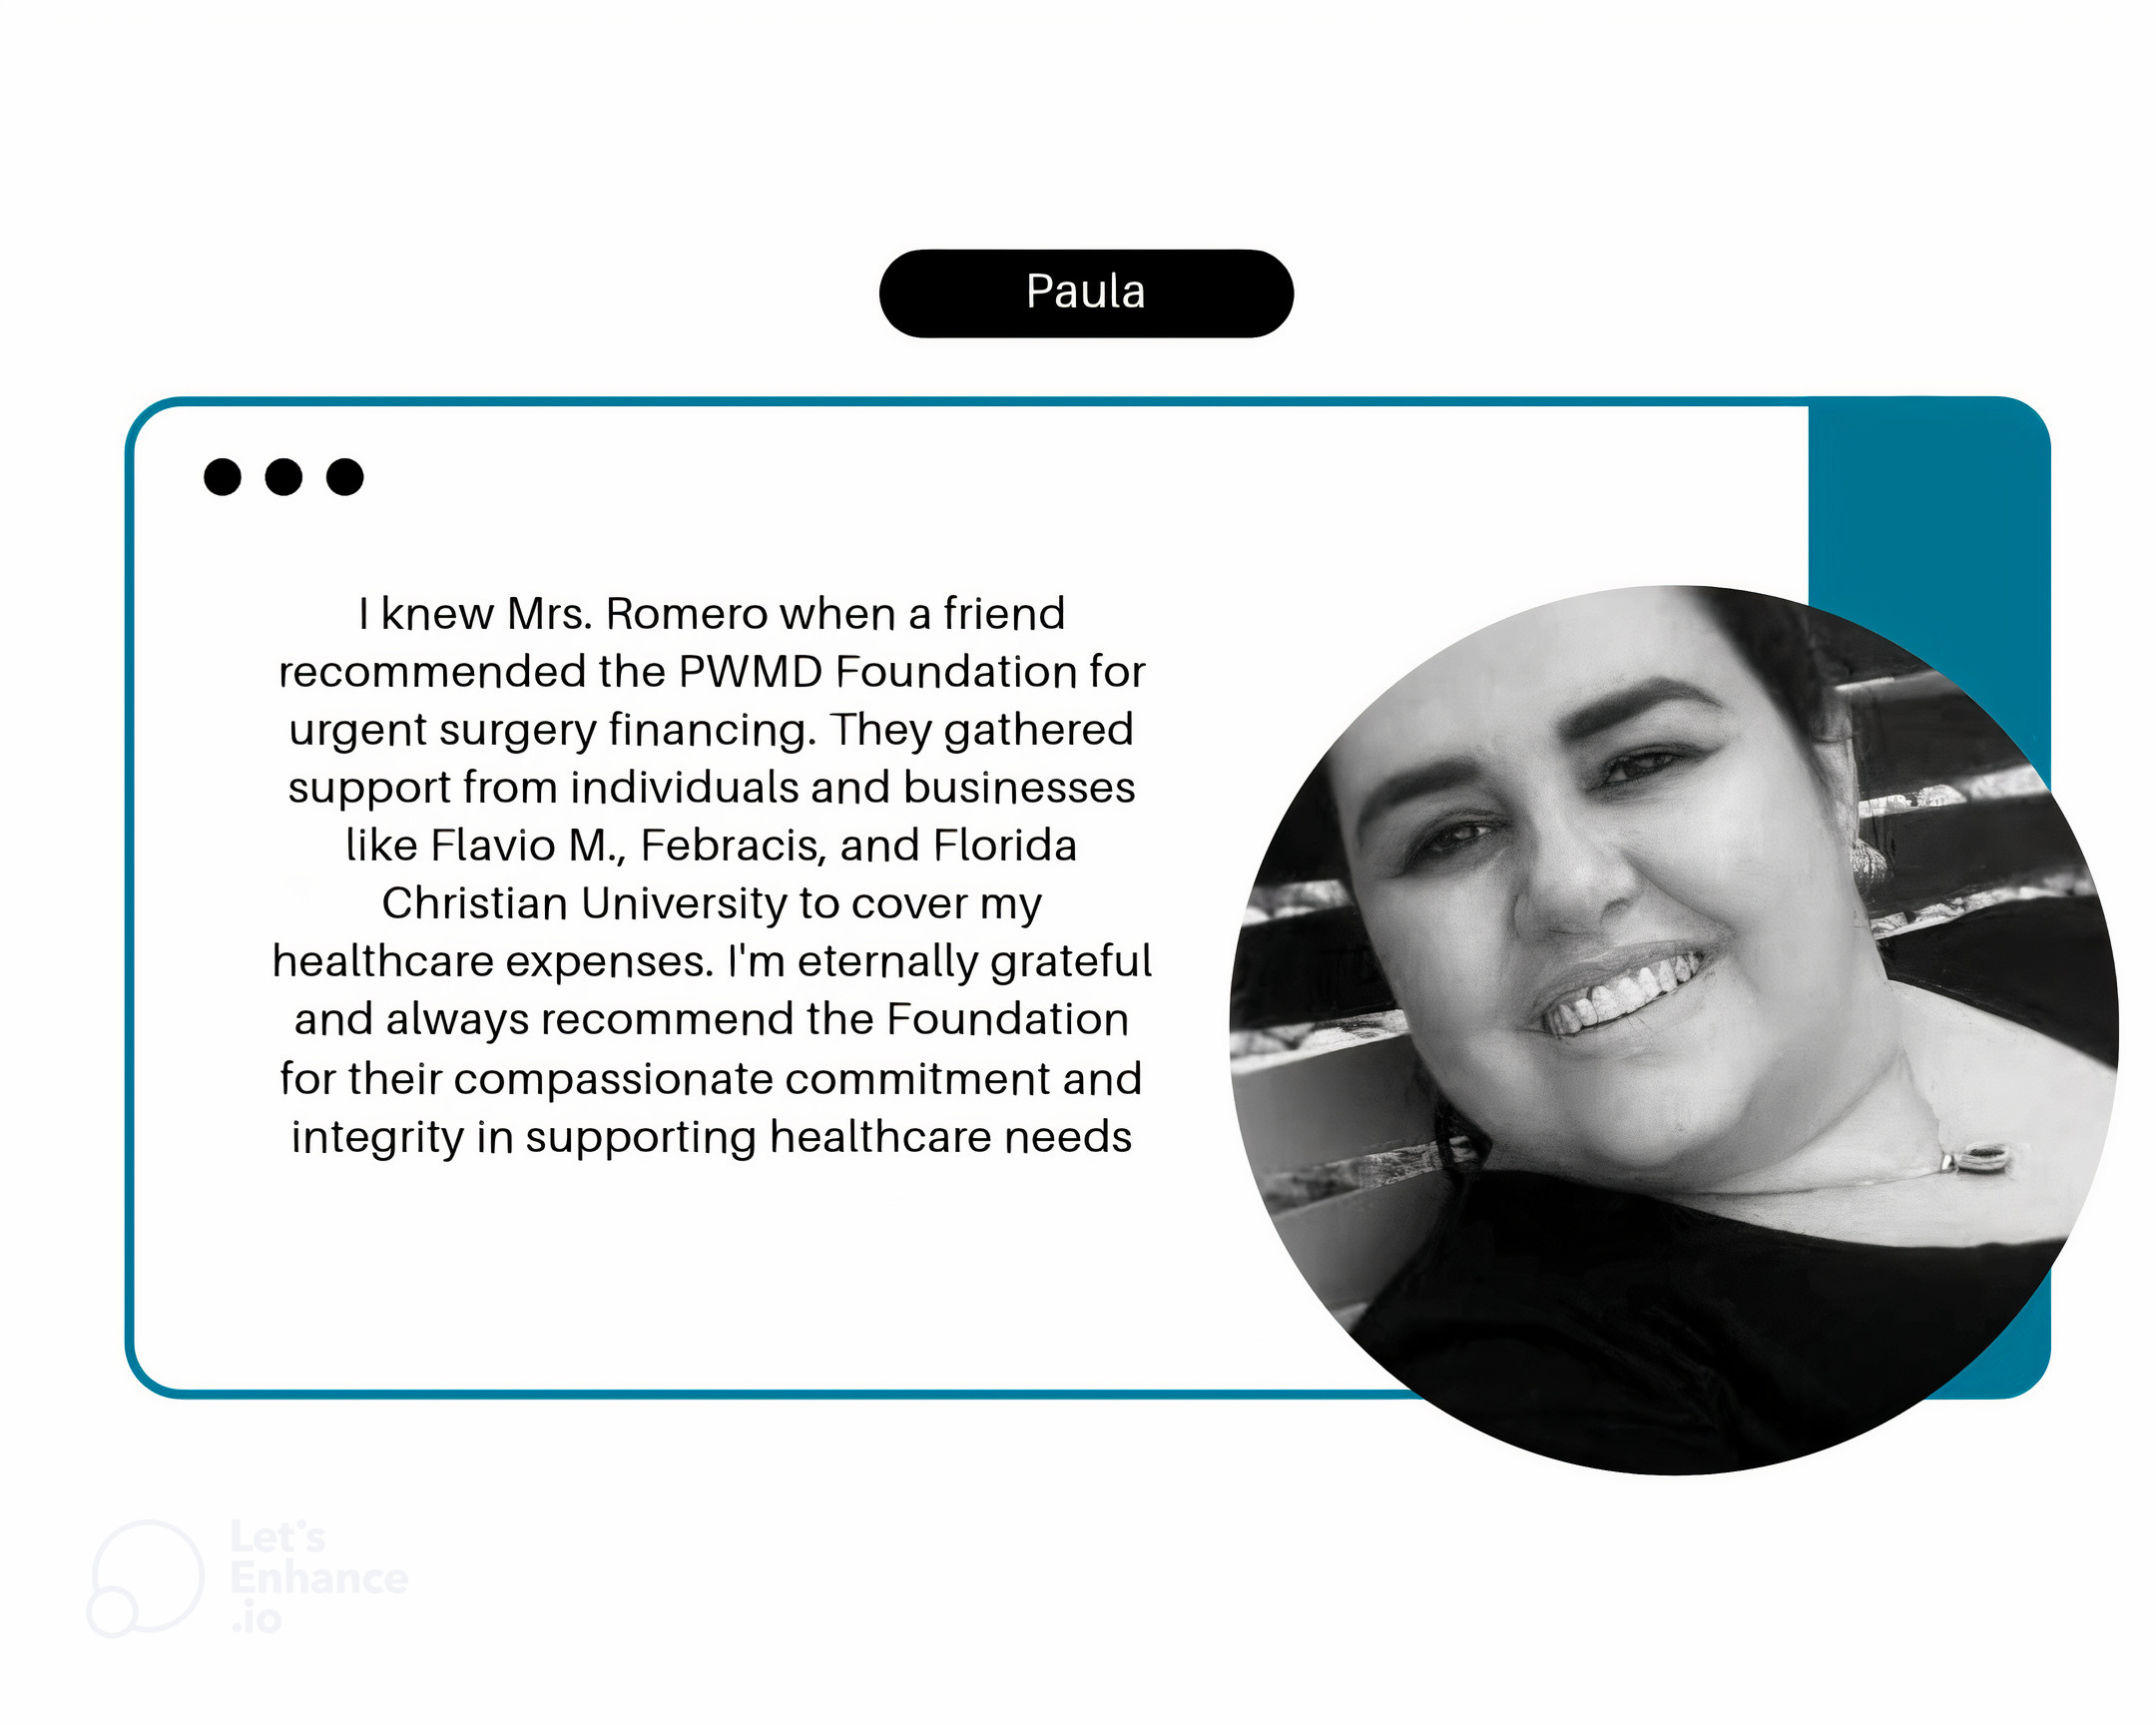 Paula
I knew Mrs. Romero when a friend
recommended the PWMD Foundation for
urgent surgery financing. They gathered
support from individuals and businesses
like Flavio M., Febracis, and Florida
Christian University to cover my
healthcare expenses. I'm eternally grateful
and always recommend the Foundation
for their compassionate commitment and
integrity in supporting healthcare needs
Let's
Enhance
.io